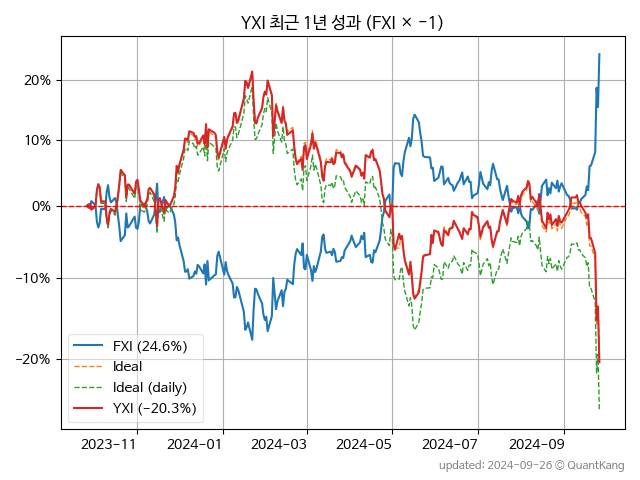 YXI 최근 1년 성과 (FXI × −1)
20%
10%
0%
−10%
−20%
FXI (24.6%)
Ideal
Ideal (daily)
YXI (−20.3%)
2023-11
2024-01
2024-03
2024-05
2024-07
2024-09
updated: 2024-09-26 ⓒ QuantKang